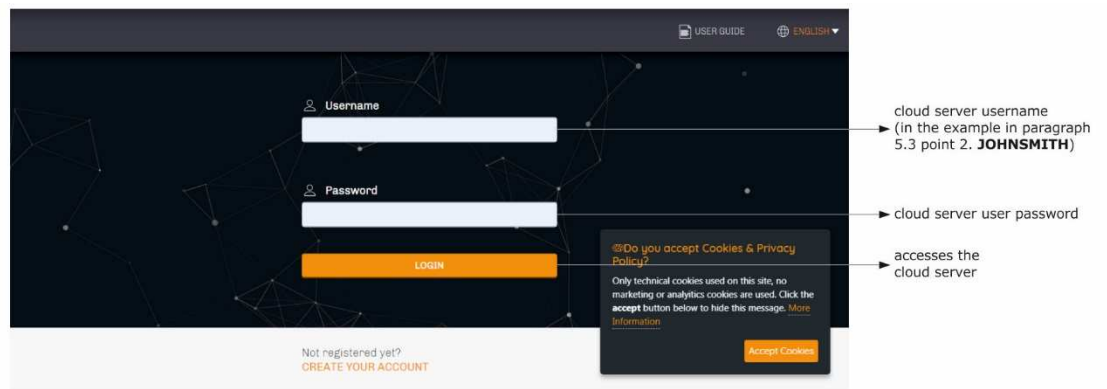 USER GUIDE
ENGLISH
Username
cloud server username
(in the example in paragraph
5.3 point 2. JOHNSMITH)
Password
cloud server user password
LOGIN
accesses the
cloud server
Do you accept Cookies & Privacy
Policy?
Only technical cookies used on this site, no
marketing or analyitics cookies are used. Click the
accept button below to hide this message. More
Information
Accept Cookies
Not registered yet?
CREATE YOUR ACCOUNT